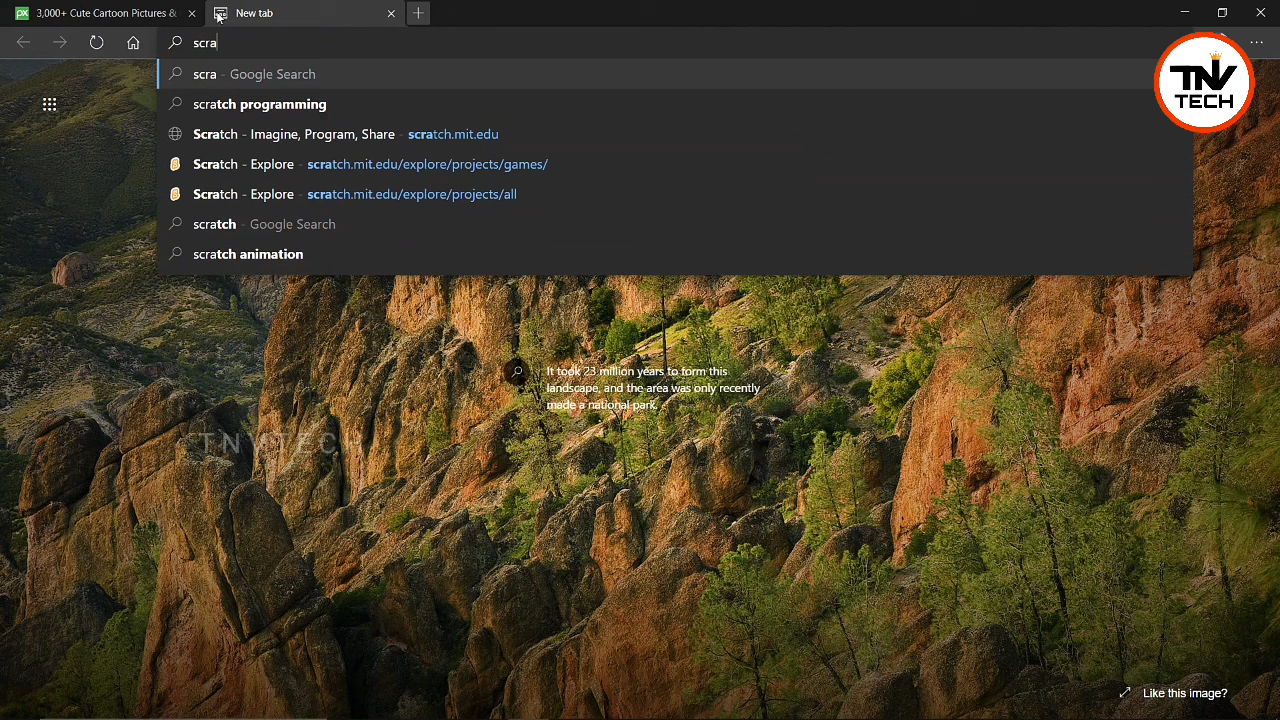 3,000+ Cute Cartoon Pictures &
New tab
scra
TNV
TECH
scra - Google Search
scratch programming
Scratch - Imagine, Program, Share - scratch.mit.edu
Scratch - Explore - scratch.mit.edu/explore/projects/games/
Scratch - Explore - scratch.mit.edu/explore/projects/all
scratch - Google Search
scratch animation
It took 23 million years to form this
landscape, and the area was only recently
made a national park.
TNVTECH
Like this image?